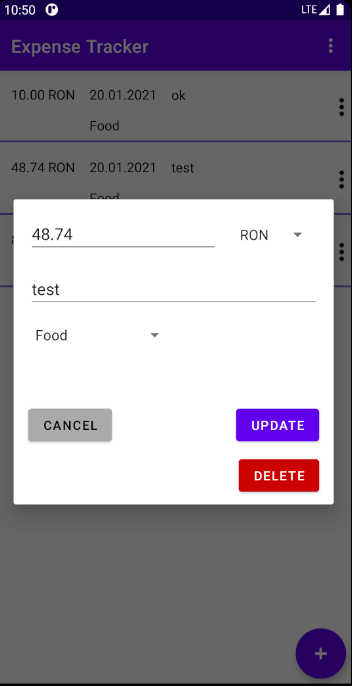 10:50 LTE
Expense Tracker
10.00 RON 20.01.2021 ok
Food
48.74 RON 20.01.2021 test
Food
48.74 RON
test
Food
CANCEL UPDATE
DELETE
+